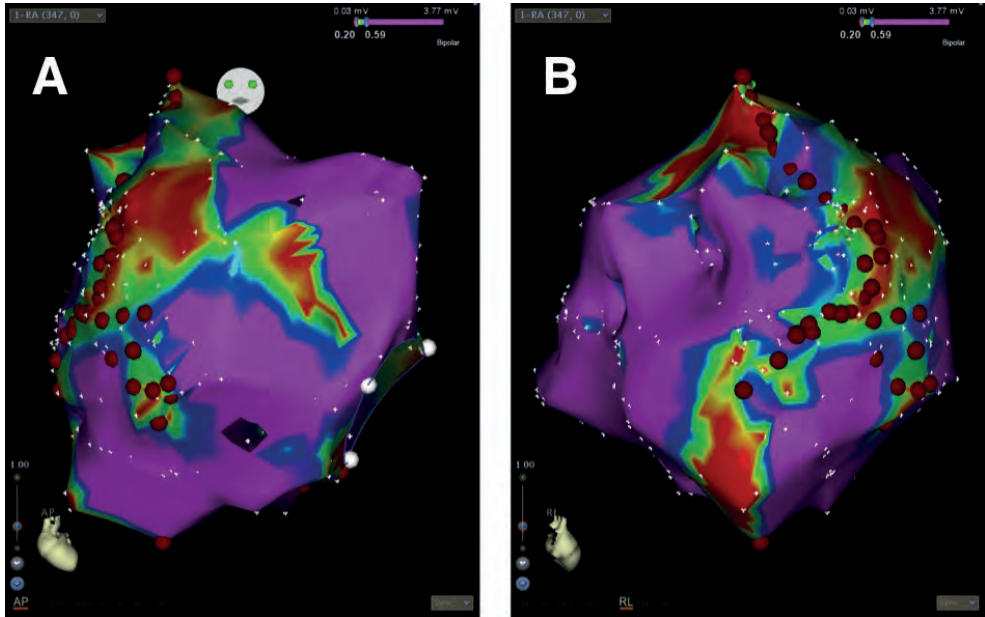 A
1-RA (347, 0)
0.03 mV 3.77 mV
0.20 0.59
Bipolar
1.00
AP
AP
B
1-RA (347, 0)
0.03 mV 3.77 mV
0.20 0.59
Bipolar
1.00
RL
RL